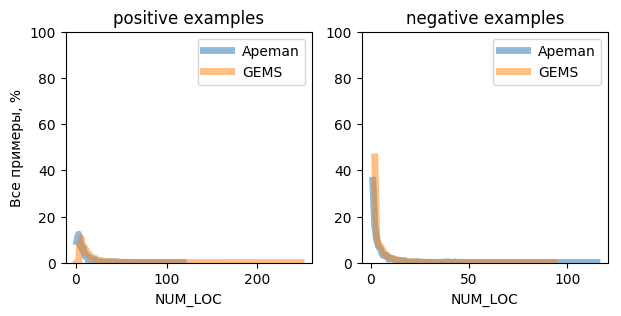 positive examples
negative examples
Все примеры, %
100
80
60
40
20
0
Apeman
GEMS
0
100
200
NUM_LOC
100
80
60
40
20
0
Apeman
GEMS
0
50
100
NUM_LOC